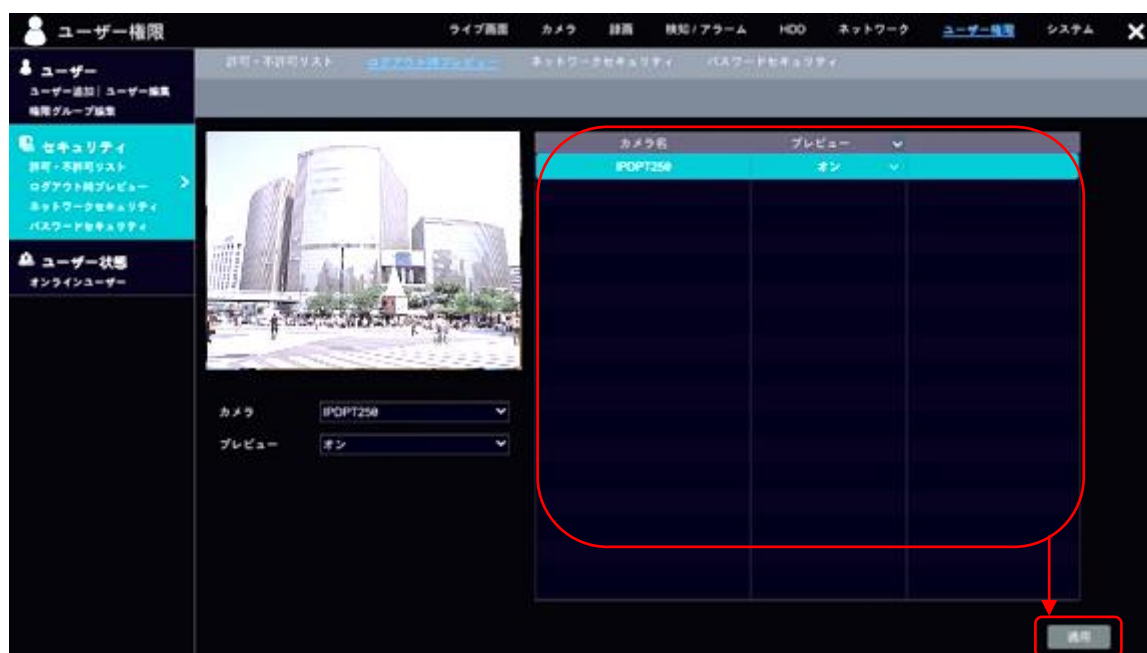 ユーザー権限
ライブ画面 カメラ 録画 検知/アラーム HDD ネットワーク ユーザー権限 システム
許可・不許可リスト ログアウト時プレビュー ネットワークセキュリティ パスワードセキュリティ
ユーザー
ユーザー追加 | ユーザー編集
権限グループ編集
セキュリティ
許可・不許可リスト
ログアウト時プレビュー
ネットワークセキュリティ
パスワードセキュリティ
ユーザー状態
オンラインユーザー
カメラ IPDPT250
プレビュー オン
カメラ名 プレビュー
IPDPT250 オン
適用